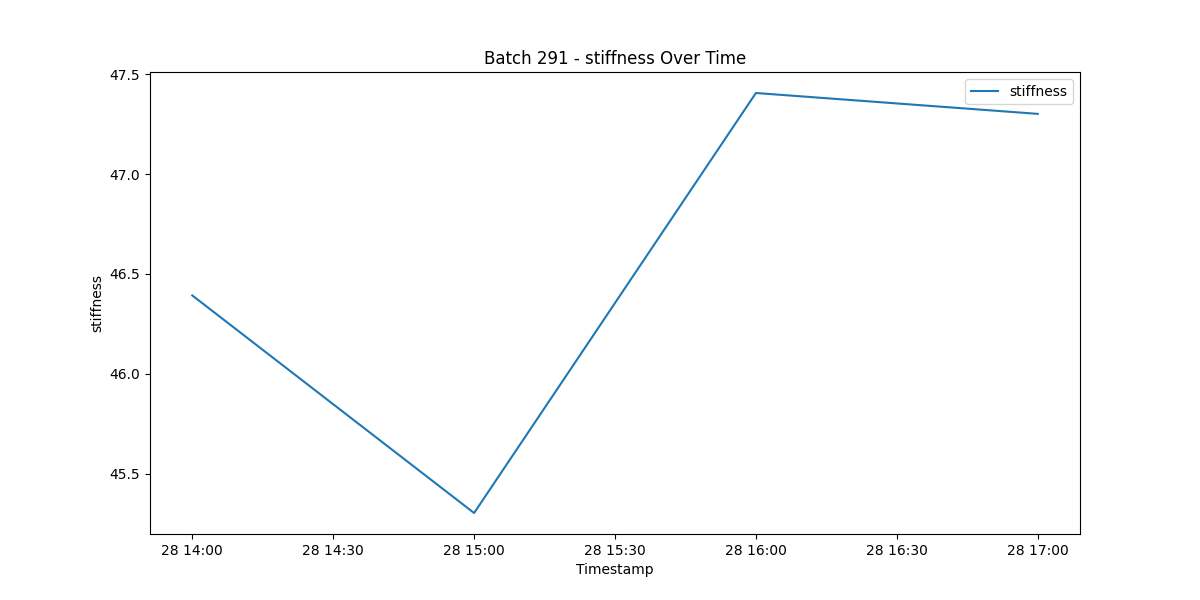 Batch 291 - stiffness Over Time
stiffness
47.5
47.0
46.5
46.0
45.5
stiffness
28 14:00 28 14:30 28 15:00 28 15:30 28 16:00 28 16:30 28 17:00
Timestamp